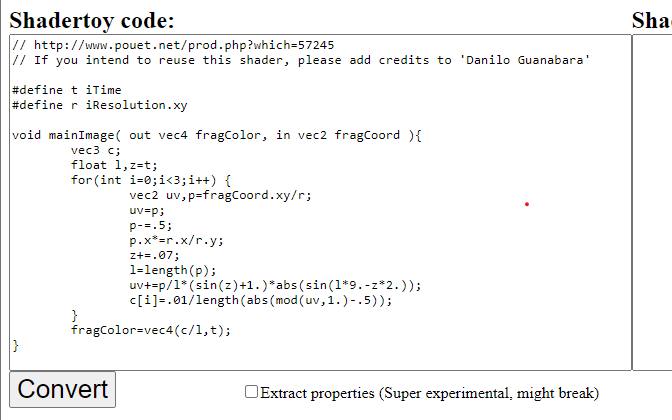 Shadertoy code:
Sha
// http://www.pouet.net/prod.php?which=57245
// If you intend to reuse this shader, please add credits to 'Danilo Guanabara'
#define t iTime
#define r iResolution.xy
void mainImage( out vec4 fragColor, in vec2 fragCoord ){
vec3 c;
float l,z=t;
for(int i=0;i<3;i++) {
vec2 uv,p=fragCoord.xy/r;
uv=p;
p-=.5;
p.x*=r.x/r.y;
z+=.07;
l=length(p);
uv+=p/l*(sin(z)+1.)*abs(sin(l*9.-z*2.));
c[i]=.01/length(abs(mod(uv,1.)-.5));
}
fragColor=vec4(c/l,t);
}
Convert
Extract properties (Super experimental, might break)